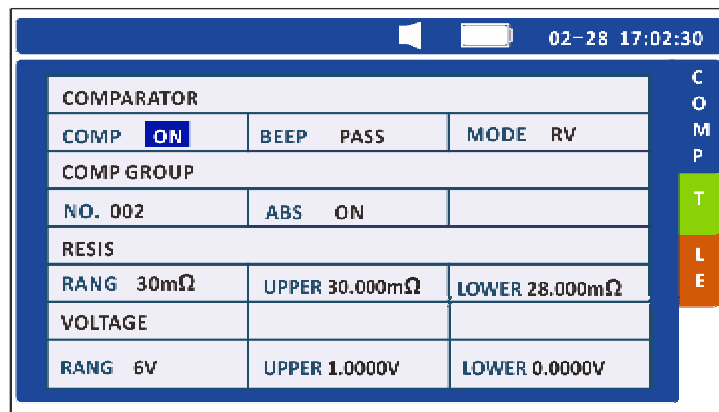 02-28 17:02:30
COMPARATOR
COMP ON BEEP PASS MODE RV
COMP GROUP
NO. 002 ABS ON
RESIS
RANG 30mΩ UPPER 30.000mΩ LOWER 28.000mΩ
VOLTAGE
RANG 6V UPPER 1.0000V LOWER 0.0000V
C
O
M
P
T
L
E